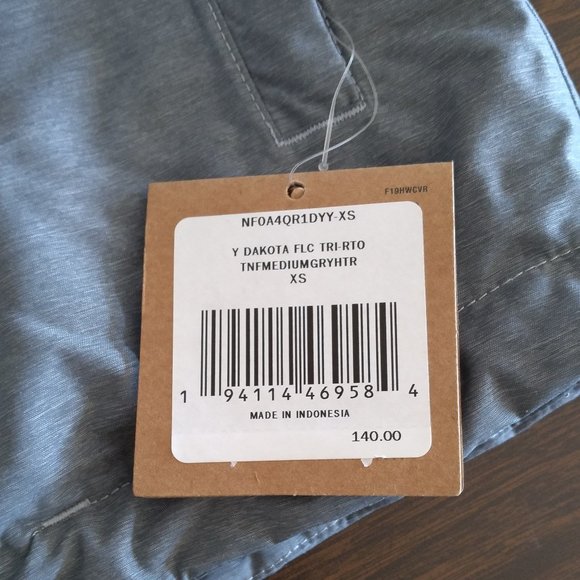 F19HWCVR
NF0A4QR1DYY-XS
Y DAKOTA FLC TRI-RTO
TNFMEDIUMGRYHTR
XS
1 94114 46958 4
MADE IN INDONESIA
140.00